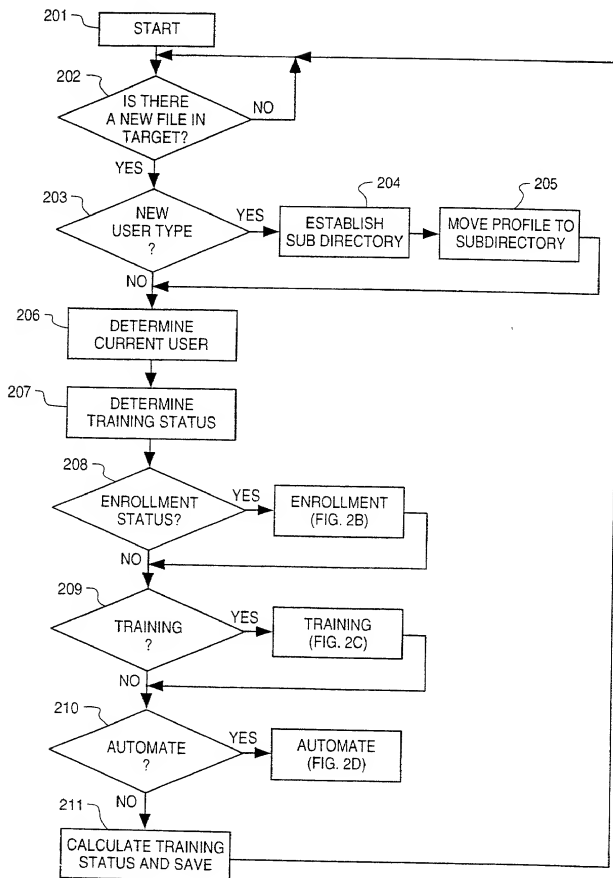 201
START
202
IS THERE
A NEW FILE IN
TARGET?
NO
YES
203
NEW
USER TYPE
?
YES
204
ESTABLISH
SUB DIRECTORY
205
MOVE PROFILE TO
SUBDIRECTORY
NO
206
DETERMINE
CURRENT USER
207
DETERMINE
TRAINING STATUS
208
ENROLLMENT
STATUS?
YES
ENROLLMENT
(FIG. 2B)
NO
209
TRAINING
?
YES
TRAINING
(FIG. 2C)
NO
210
AUTOMATE
?
YES
AUTOMATE
(FIG. 2D)
NO
211
CALCULATE TRAINING
STATUS AND SAVE